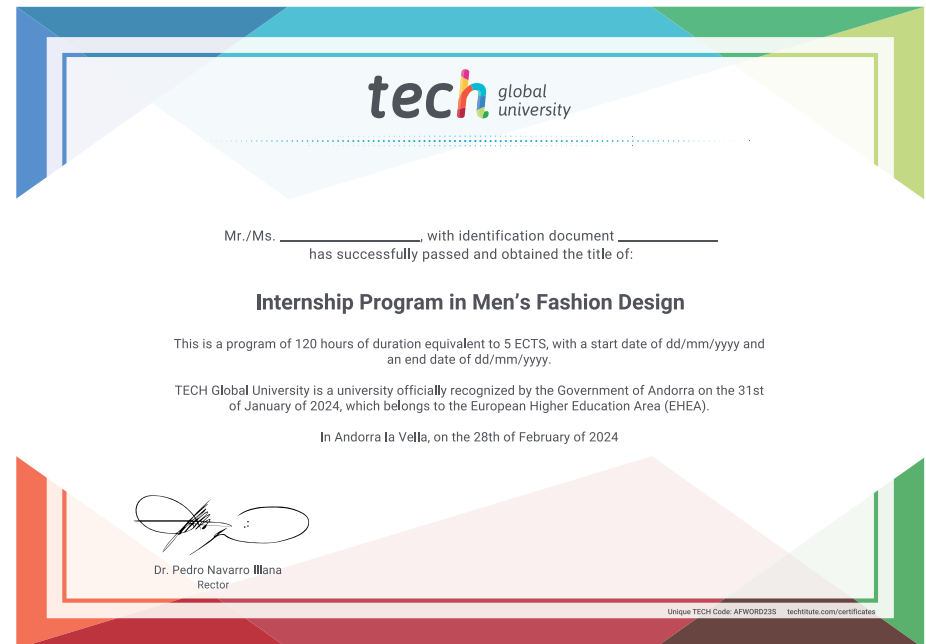 tech global university
Mr./Ms. ____________, with identification document ____________
has successfully passed and obtained the title of:
Internship Program in Men's Fashion Design
This is a program of 120 hours of duration equivalent to 5 ECTS, with a start date of dd/mm/yyyy and
an end date of dd/mm/yyyy.
TECH Global University is a university officially recognized by the Government of Andorra on the 31st
of January of 2024, which belongs to the European Higher Education Area (EHEA).
In Andorra la Vella, on the 28th of February of 2024
Dr. Pedro Navarro Illana
Rector
Unique TECH Code: AFWORD23S techtitute.com/certificates